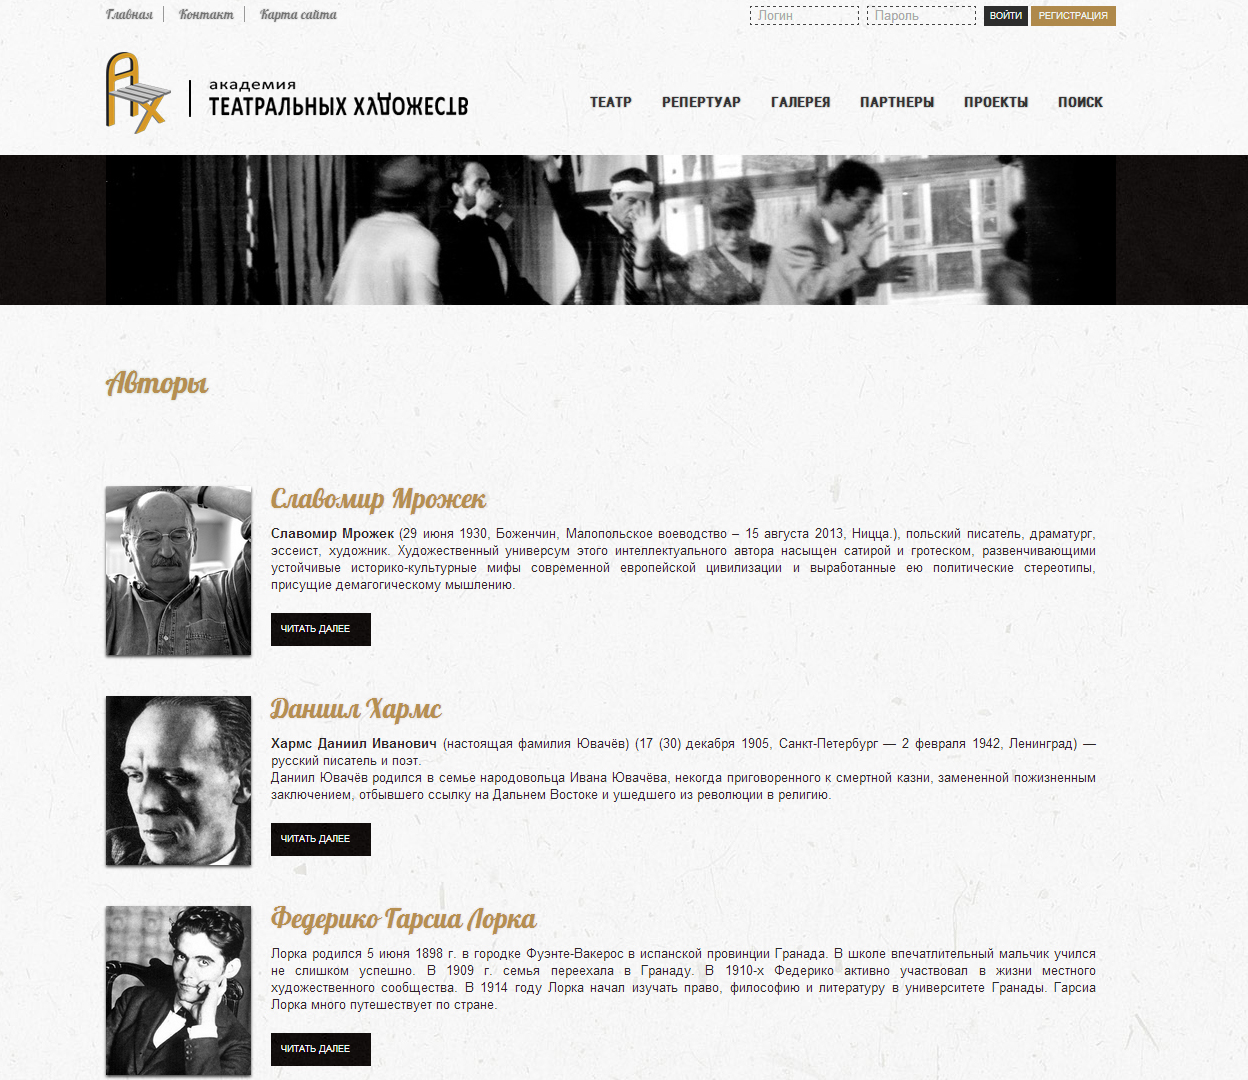 Главная Контакт Карта сайта Логин Пароль ВОЙТИ РЕГИСТРАЦИЯ
академия
ТЕАТРАЛЬНЫХ ХУДОЖЕСТВ
ТЕАТР РЕПЕРТУАР ГАЛЕРЕЯ ПАРТНЕРЫ ПРОЕКТЫ ПОИСК
Авторы
Славомир Мрожек
Славомир Мрожек (29 июня 1930, Боженчин, Малопольское воеводство – 15 августа 2013, Ницца.), польский писатель, драматург,
эссеист, художник. Художественный универсум этого интеллектуального автора насыщен сатирой и гротеском, развенчивающими
устойчивые историко-культурные мифы современной европейской цивилизации и выработанные ею политические стереотипы,
присущие демагогическому мышлению.
ЧИТАТЬ ДАЛЕЕ
Даниил Хармс
Хармс Даниил Иванович (настоящая фамилия Ювачёв) (17 (30) декабря 1905, Санкт-Петербург — 2 февраля 1942, Ленинград) —
русский писатель и поэт.
Даниил Ювачёв родился в семье народовольца Ивана Ювачёва, некогда приговоренного к смертной казни, замененной пожизненным
заключением, отбывшего ссылку на Дальнем Востоке и ушедшего из революции в религию.
ЧИТАТЬ ДАЛЕЕ
Федерико Гарсиа Лорка
Лорка родился 5 июня 1898 г. в городке Фуэнте-Вакерос в испанской провинции Гранада. В школе впечатлительный мальчик учился
не слишком успешно. В 1909 г. семья переехала в Гранаду. В 1910-х Федерико активно участвовал в жизни местного
художественного сообщества. В 1914 году Лорка начал изучать право, философию и литературу в университете Гранады. Гарсиа
Лорка много путешествует по стране.
ЧИТАТЬ ДАЛЕЕ